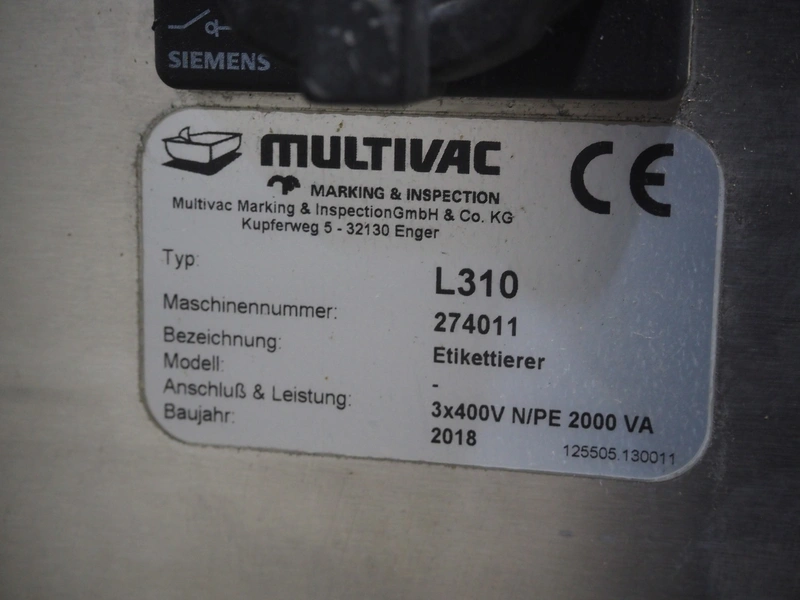 SIEMENS
MULTIVAC
CE
MARKING & INSPECTION
Multivac Marking & InspectionGmbH & Co. KG
Kupferweg 5 - 32130 Enger
Typ: L310
Maschinennummer: 274011
Bezeichnung: Etikettierer
Modell: -
Anschluß & Leistung: 3x400V N/PE 2000 VA
Baujahr: 2018
125505.130011